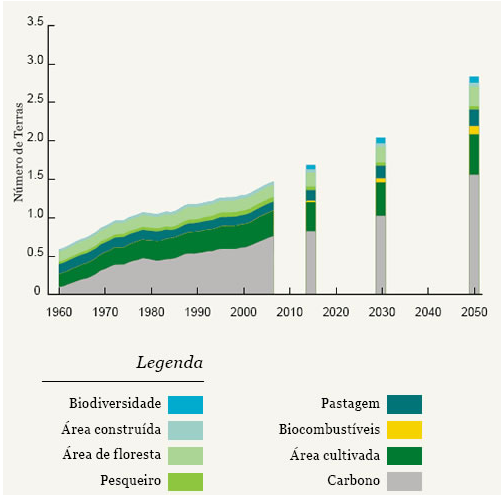 3.5
3.0
2.5
2.0
1.5
1.0
0.5
0
Número de Terras
1960 1970 1980 1990 2000 2010 2020 2030 2040 2050
Legenda
Biodiversidade Pastagem
Área construída Biocombustíveis
Área de floresta Área cultivada
Pesqueiro Carbono